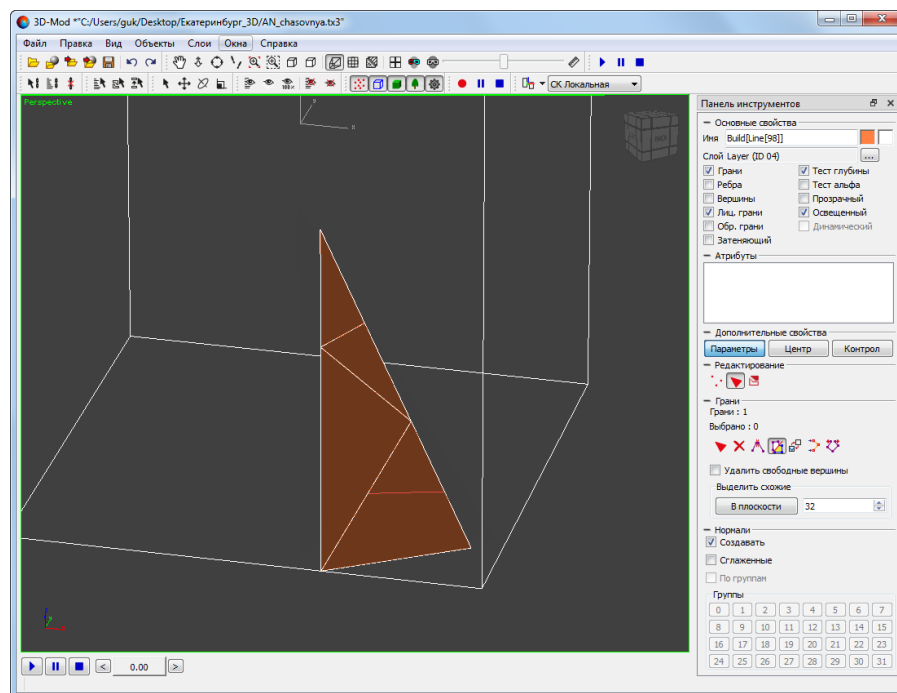 3D-Mod *"C:/Users/guk/Desktop/Екатеринбург_3D/AN_chasovnya.tx3"
Файл Правка Вид Объекты Слои Окна Справка
100%
СК Локальная
Perspective
Панель инструментов
Основные свойства
Имя Build[Line[98]]
Слой Layer (ID 04) ...
Грани Тест глубины
Ребра Тест альфа
Вершины Прозрачный
Лиц. грани Освещенный
Обр. грани Динамический
Затеняющий
Атрибуты
Дополнительные свойства
Параметры Центр Контрол
Редактирование
Грани
Грани : 1
Выбрано : 0
Удалить свободные вершины
Выделить схожие
В плоскости 32
Нормали
Создавать
Сглаженные
По группам
Группы
0 1 2 3 4 5 6 7
8 9 10 11 12 13 14 15
16 17 18 19 20 21 22 23
24 25 26 27 28 29 30 31
< 0.00 >